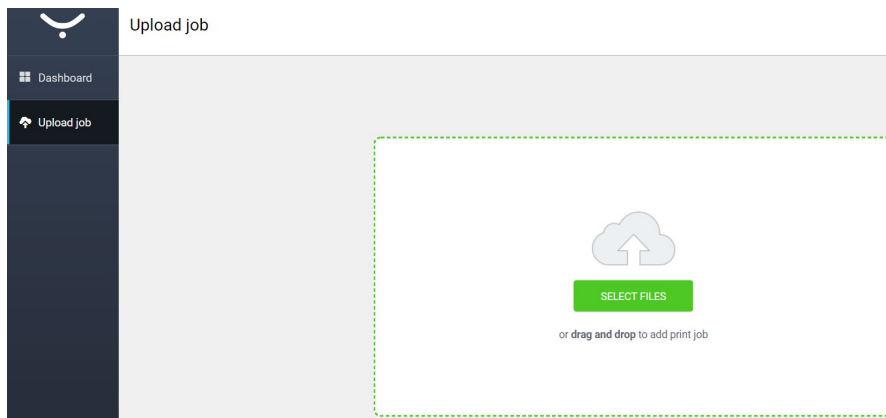 Upload job
Dashboard
Upload job
SELECT FILES
or drag and drop to add print job